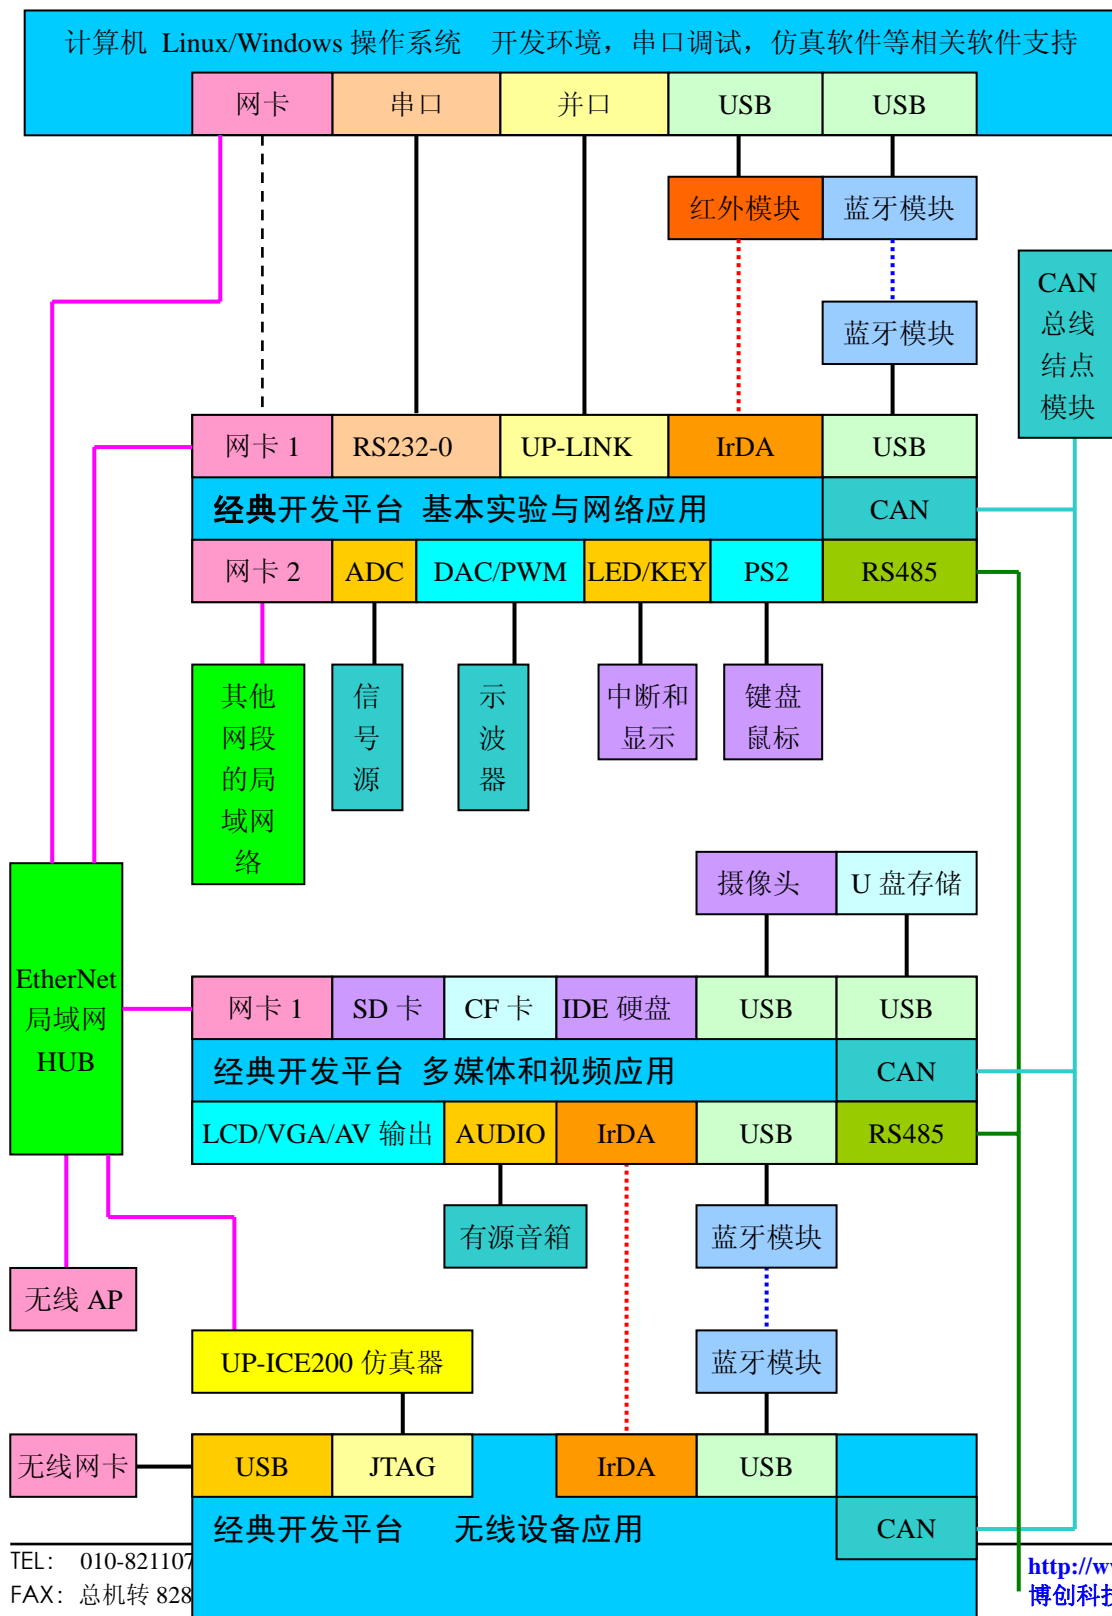 计算机 Linux/Windows 操作系统 开发环境，串口调试，仿真软件等相关软件支持
网卡 串口 并口 USB USB
红外模块 蓝牙模块
CAN
总线
结点
模块
蓝牙模块
网卡 1 RS232-0 UP-LINK IrDA USB
经典开发平台 基本实验与网络应用 CAN
网卡 2 ADC DAC/PWM LED/KEY PS2 RS485
其他
网段
的局
域网
络
信
号
源
示
波
器
中断和
显示
键盘
鼠标
摄像头 U 盘存储
EtherNet
局域网
HUB
网卡 1 SD 卡 CF 卡 IDE 硬盘 USB USB
经典开发平台 多媒体和视频应用 CAN
LCD/VGA/AV 输出 AUDIO IrDA USB RS485
有源音箱 蓝牙模块
无线 AP
UP-ICE200 仿真器 蓝牙模块
无线网卡 USB JTAG IrDA USB
经典开发平台 无线设备应用 CAN
TEL： 010-821107
FAX：总机转 828
http://w
博创科技